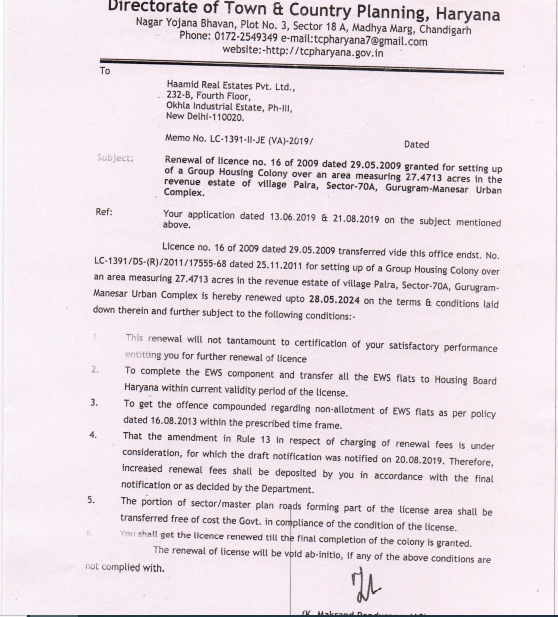 Directorate of Town & Country Planning, Haryana
Nagar Yojana Bhavan, Plot No. 3, Sector 18 A, Madhya Marg, Chandigarh
Phone: 0172-2549349 e-mail:tcpharyana7@gmail.com
website:-http://tcpharyana.gov.in
To
Haamid Real Estates Pvt. Ltd.,
232-B, Fourth Floor,
Okhla Industrial Estate, Ph-III,
New Delhi-110020.
Memo No. LC-1391-II-JE (VA)-2019/ Dated
Subject: Renewal of licence no. 16 of 2009 dated 29.05.2009 granted for setting up
of a Group Housing Colony over an area measuring 27.4713 acres in the
revenue estate of village Palra, Sector-70A, Gurugram-Manesar Urban
Complex.
Ref: Your application dated 13.06.2019 & 21.08.2019 on the subject mentioned
above.
Licence no. 16 of 2009 dated 29.05.2009 transferred vide this office endst. No.
LC-1391/DS-(R)/2011/17555-68 dated 25.11.2011 for setting up of a Group Housing Colony over
an area measuring 27.4713 acres in the revenue estate of village Palra, Sector-70A, Gurugram-
Manesar Urban Complex is hereby renewed upto 28.05.2024 on the terms & conditions laid
down therein and further subject to the following conditions:-
1. This renewal will not tantamount to certification of your satisfactory performance
entitling you for further renewal of licence
2. To complete the EWS component and transfer all the EWS flats to Housing Board
Haryana within current validity period of the license.
3. To get the offence compounded regarding non-allotment of EWS flats as per policy
dated 16.08.2013 within the prescribed time frame.
4. That the amendment in Rule 13 in respect of charging of renewal fees is under
consideration, for which the draft notification was notified on 20.08.2019. Therefore,
increased renewal fees shall be deposited by you in accordance with the final
notification or as decided by the Department.
5. The portion of sector/master plan roads forming part of the license area shall be
transferred free of cost the Govt. in compliance of the condition of the license.
6. You shall get the licence renewed till the final completion of the colony is granted.
The renewal of license will be void ab-initio, if any of the above conditions are
not complied with.